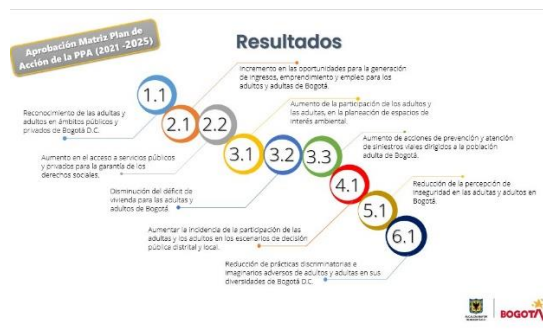 Aprobación Matriz Plan de
Acción de la PPA (2021 -2025)
Resultados
Incremento en las oportunidades para la generación
de ingresos, emprendimiento y empleo para los
adultos y adultas de Bogotá.
1.1
Reconocimiento de las adultas y
adultos en ámbitos públicos y
privados de Bogotá D.C.
2.1
2.2
Aumento de la participación de los adultos y
las adultas, en la planeación de espacios de
interés ambiental.
3.1
3.2
3.3
Aumento de acciones de prevención y atención
de siniestros viales dirigidos a la población
adulta de Bogotá.
Aumento en el acceso a servicios públicos
y privados para la garantía de los
derechos sociales.
4.1
Reducción de la percepción de
inseguridad en las adultas y adultos en
Bogotá.
Disminución del déficit de
vivienda para las adultas y
adultos de Bogotá.
5.1
Aumentar la incidencia de la participación de las
adultas y los adultos en los escenarios de decisión
pública distrital y local.
6.1
Reducción de prácticas discriminatorias e
imaginarios adversos de adultos y adultas en sus
diversidades de Bogotá D.C.
BOGOTÁ